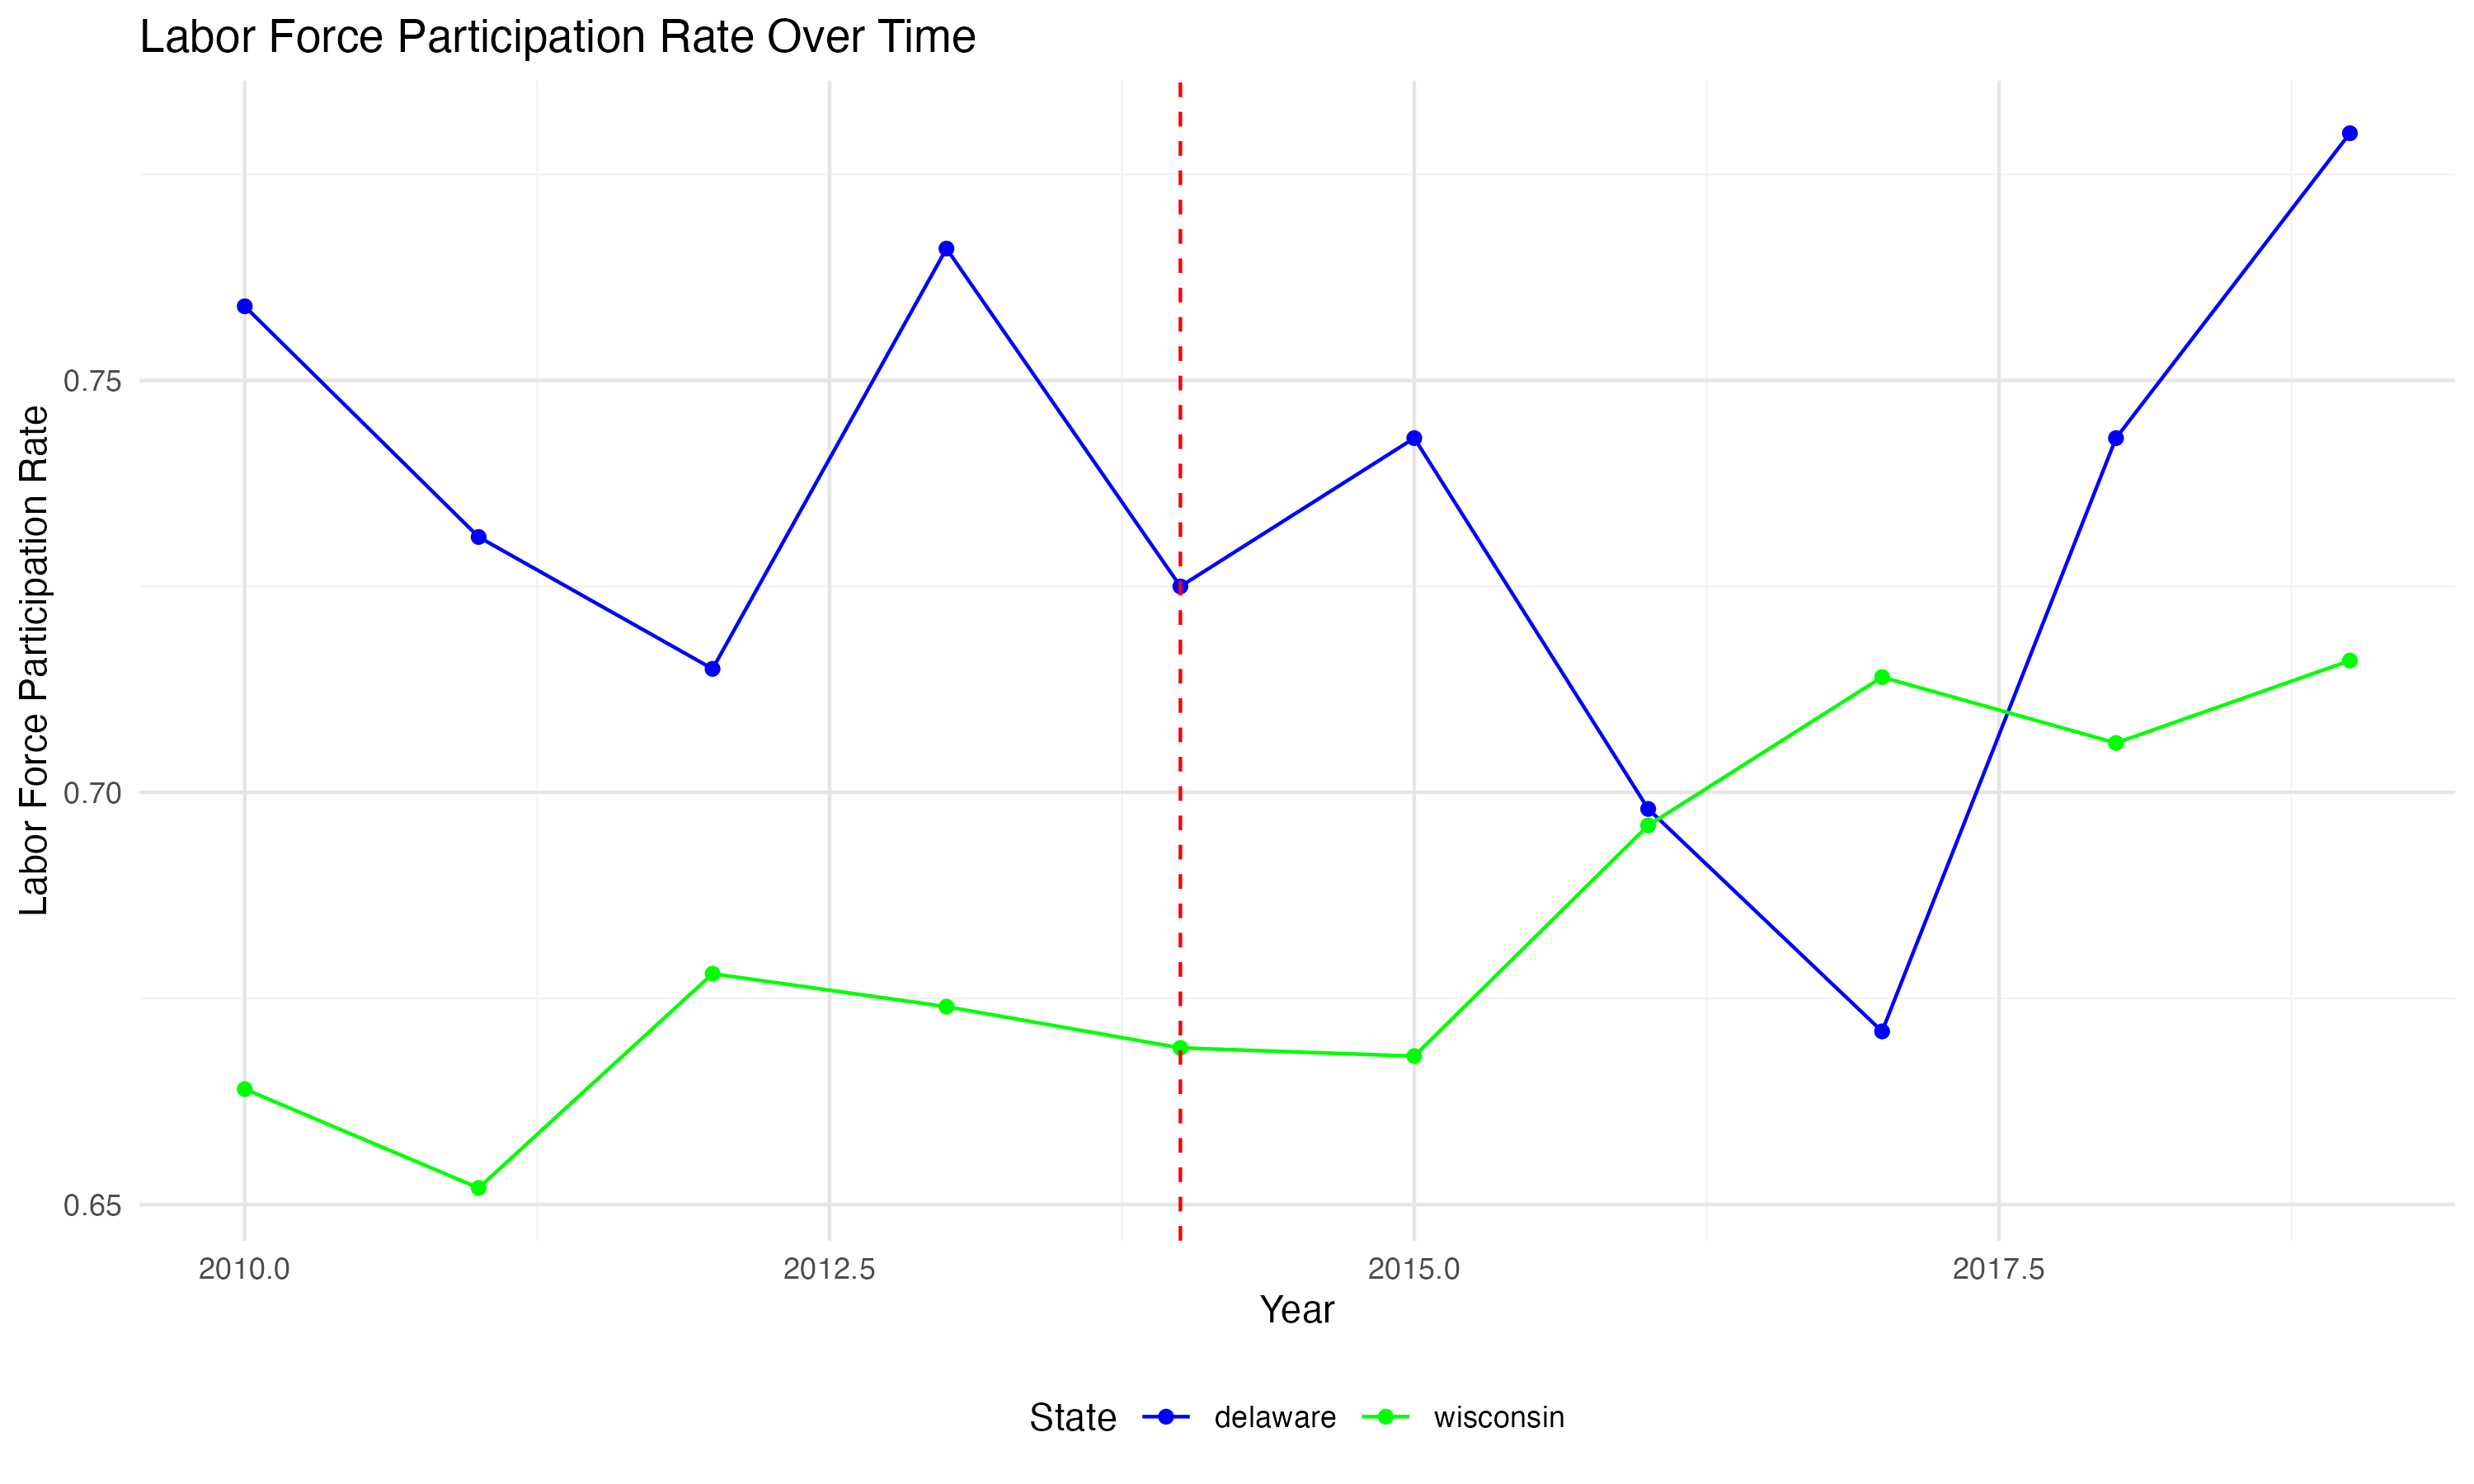 Labor Force Participation Rate Over Time
Labor Force Participation Rate
0.75
0.70
0.65
2010.0 2012.5 2015.0 2017.5
Year
State delaware wisconsin